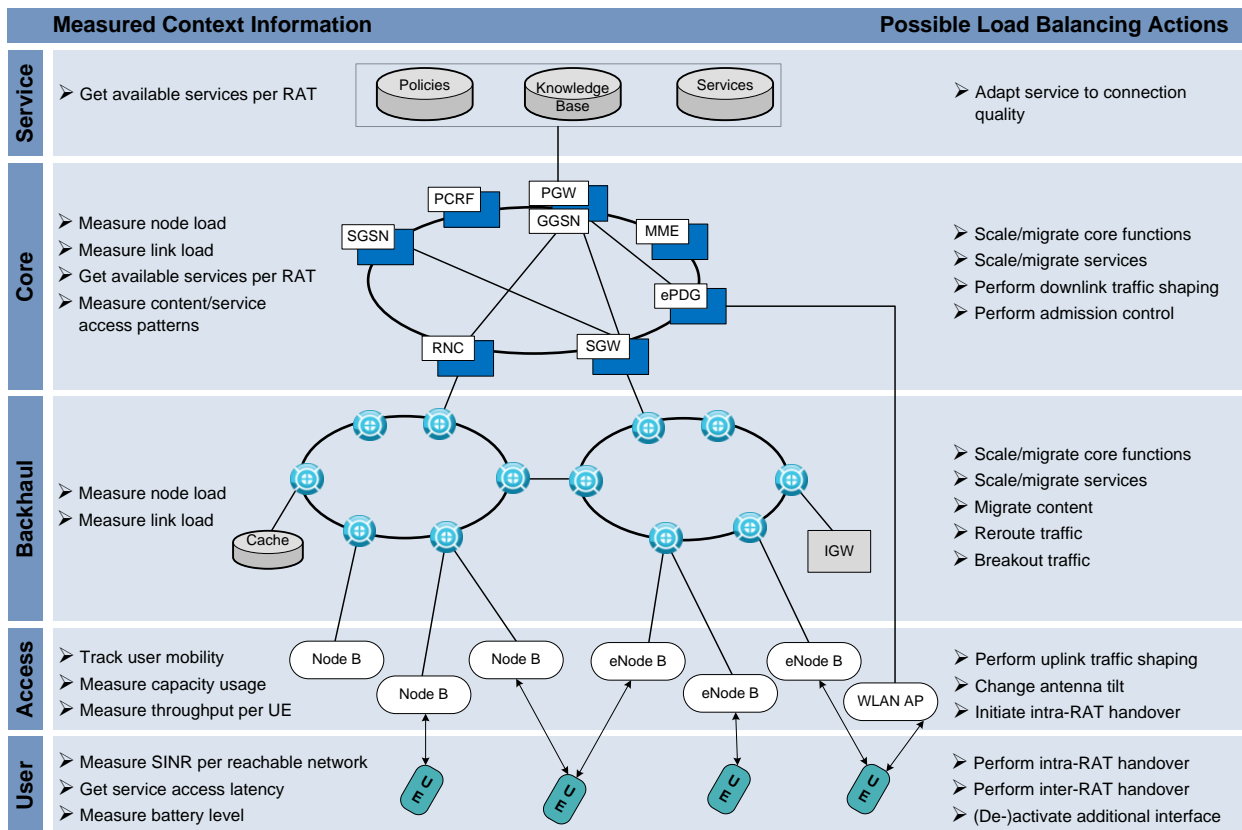 Measured Context Information
Possible Load Balancing Actions
Service
➢ Get available services per RAT
Policies
Knowledge
Base
Services
➢ Adapt service to connection
quality
Core
➢ Measure node load
➢ Measure link load
➢ Get available services per RAT
➢ Measure content/service
access patterns
PCRF
PGW
GGSN
SGSN
MME
ePDG
RNC
SGW
➢ Scale/migrate core functions
➢ Scale/migrate services
➢ Perform downlink traffic shaping
➢ Perform admission control
Backhaul
➢ Measure node load
➢ Measure link load
Cache
IGW
➢ Scale/migrate core functions
➢ Scale/migrate services
➢ Migrate content
➢ Reroute traffic
➢ Breakout traffic
Access
➢ Track user mobility
➢ Measure capacity usage
➢ Measure throughput per UE
Node B
Node B
Node B
eNode B
eNode B
eNode B
WLAN AP
➢ Perform uplink traffic shaping
➢ Change antenna tilt
➢ Initiate intra-RAT handover
User
➢ Measure SINR per reachable network
➢ Get service access latency
➢ Measure battery level
UE
UE
UE
UE
➢ Perform intra-RAT handover
➢ Perform inter-RAT handover
➢ (De-)activate additional interface